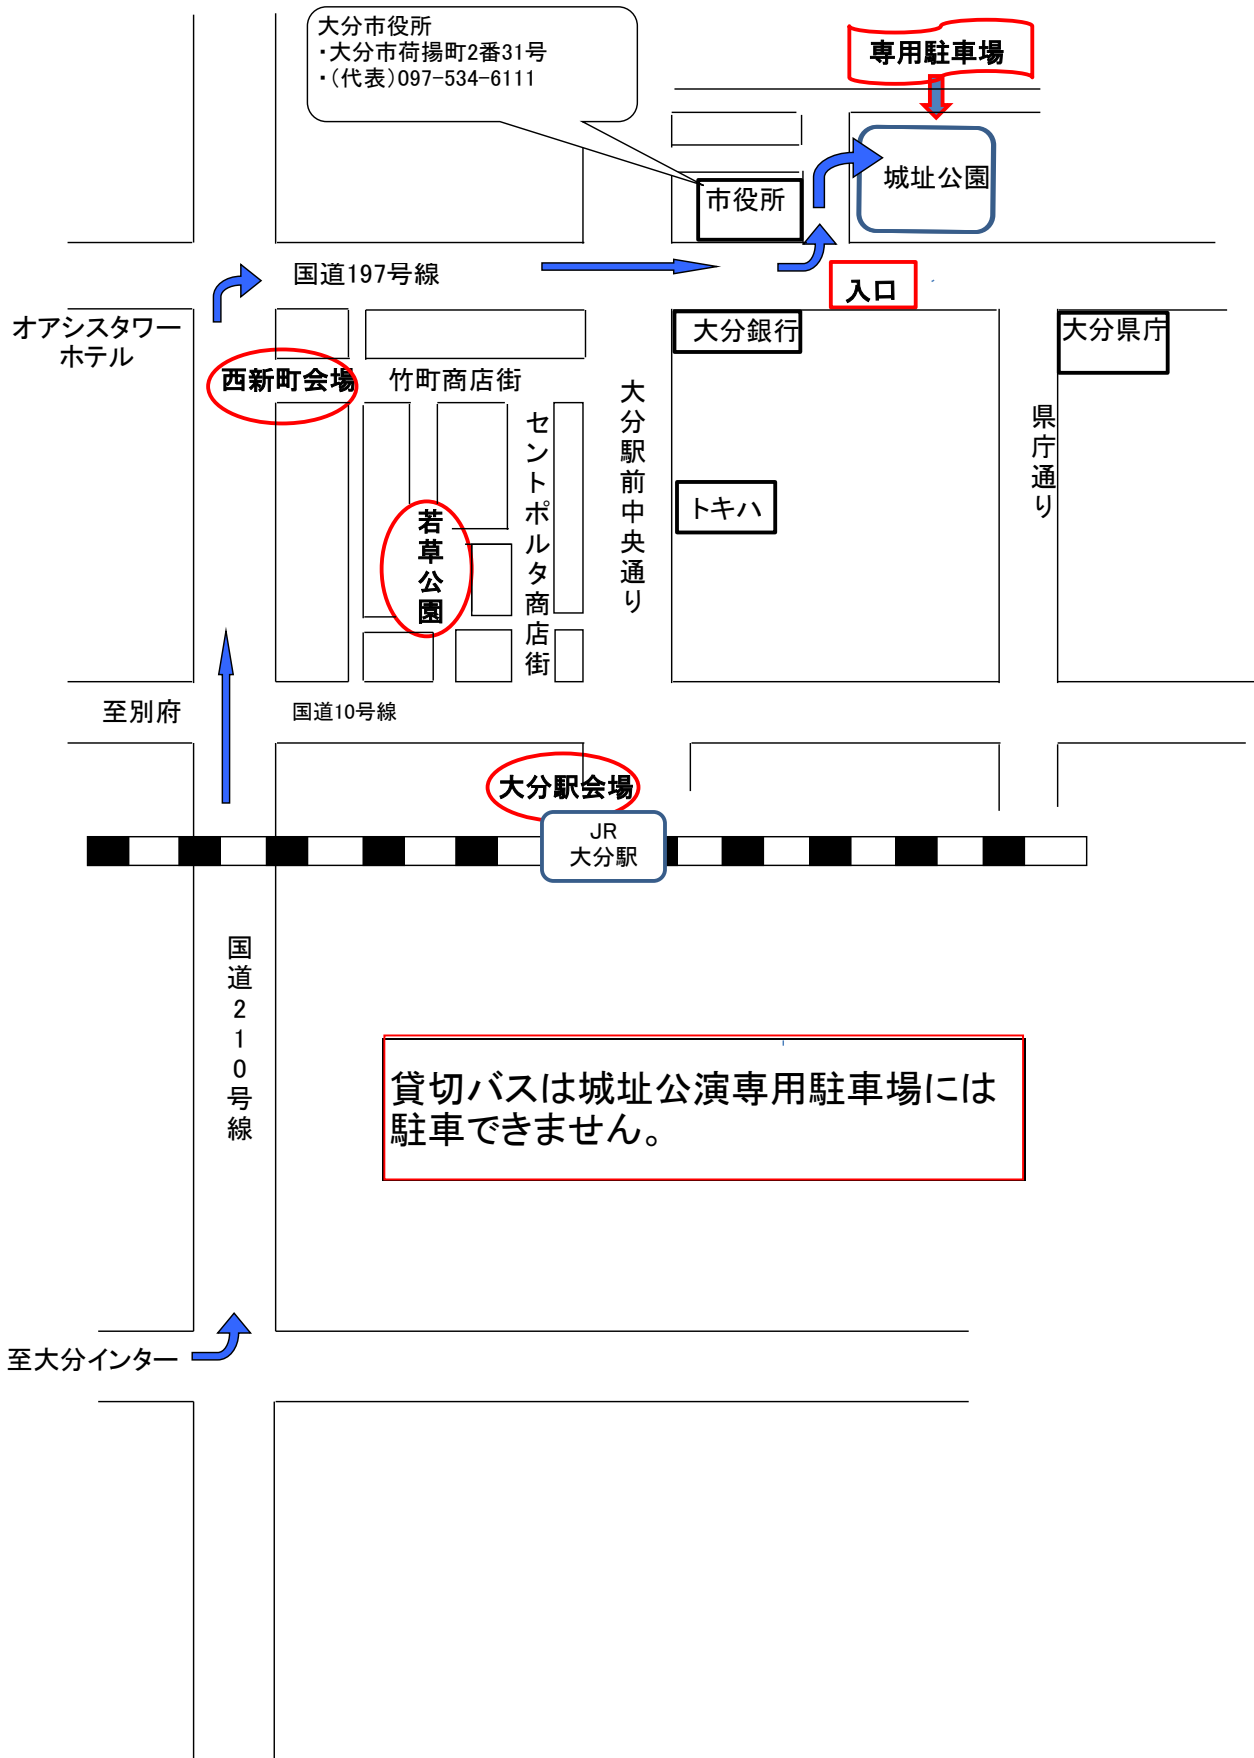 大分市役所
・大分市荷揚町2番31号
・(代表)097-534-6111
専用駐車場
城址公園
市役所
国道197号線
入口
オアシスタワー
ホテル
大分銀行
大分県庁
西新町会場
竹町商店街
セントポルタ商店街
大分駅前中央通り
県庁通り
トキハ
若草公園
至別府
国道10号線
大分駅会場
JR
大分駅
国道210号線
貸切バスは城址公演専用駐車場には
駐車できません。
至大分インター